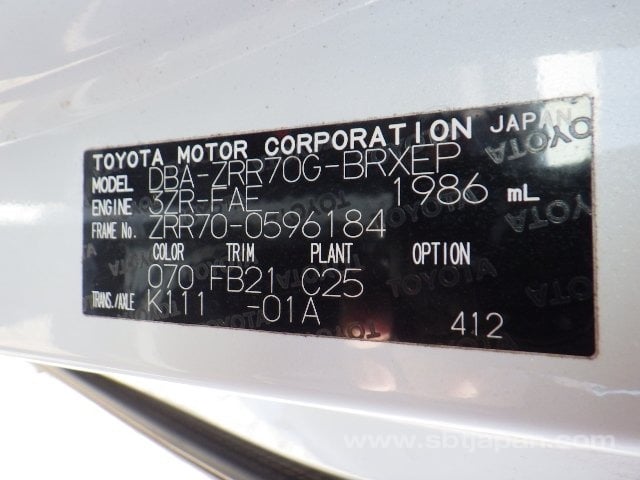 TOYOTA MOTOR CORPORATION JAPAN
MODEL DBA-ZRR70G-BRXEP
ENGINE 3ZR-FAE 1986 mL
FRAME No. ZRR70-0596184
COLOR TRIM PLANT OPTION
070 FB21 C25
TRANS./AXLE K111 -01A
412
www.sbtjapan.com